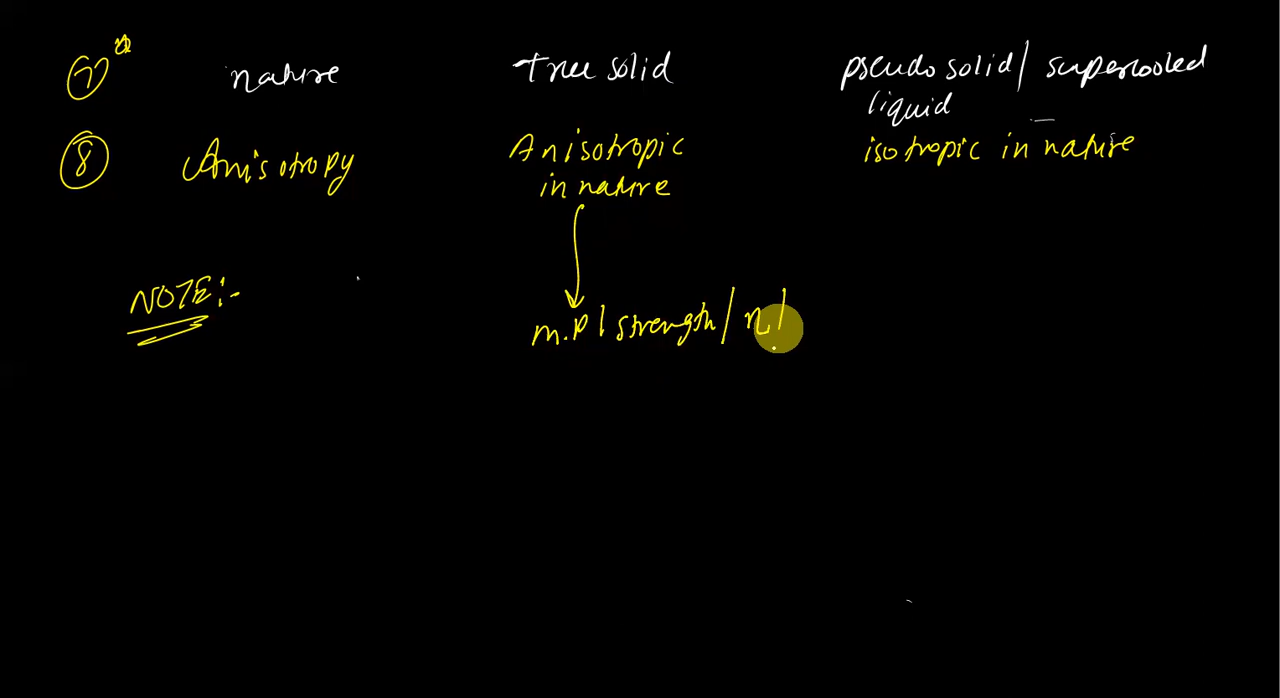 ⑦ nature true solid pseudo solid/ supercooled
liquid
⑧ Anisotropy Anisotropic isotropic in nature
in nature
NOTE:-
m.P/ strength/ n/